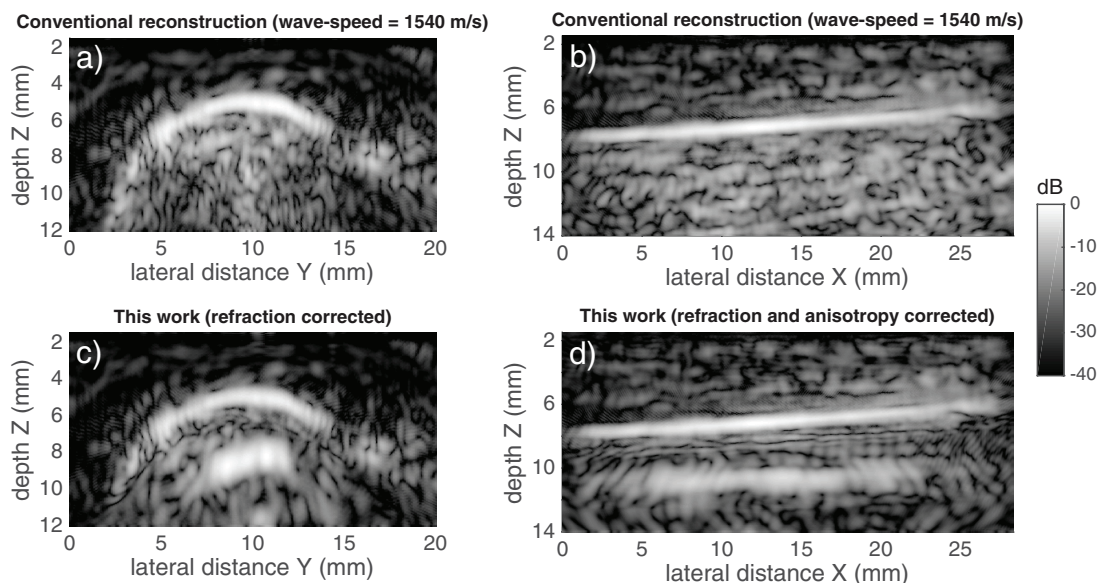 Conventional reconstruction (wave-speed = 1540 m/s)
a)
2
4
6
8
10
12
depth Z (mm)
0 5 10 15 20
lateral distance Y (mm)
Conventional reconstruction (wave-speed = 1540 m/s)
b)
2
6
10
14
depth Z (mm)
0 5 10 15 20 25
lateral distance X (mm)
dB
0
-10
-20
-30
-40
This work (refraction corrected)
c)
2
4
6
8
10
12
depth Z (mm)
0 5 10 15 20
lateral distance Y (mm)
This work (refraction and anisotropy corrected)
d)
2
6
10
14
depth Z (mm)
0 5 10 15 20 25
lateral distance X (mm)